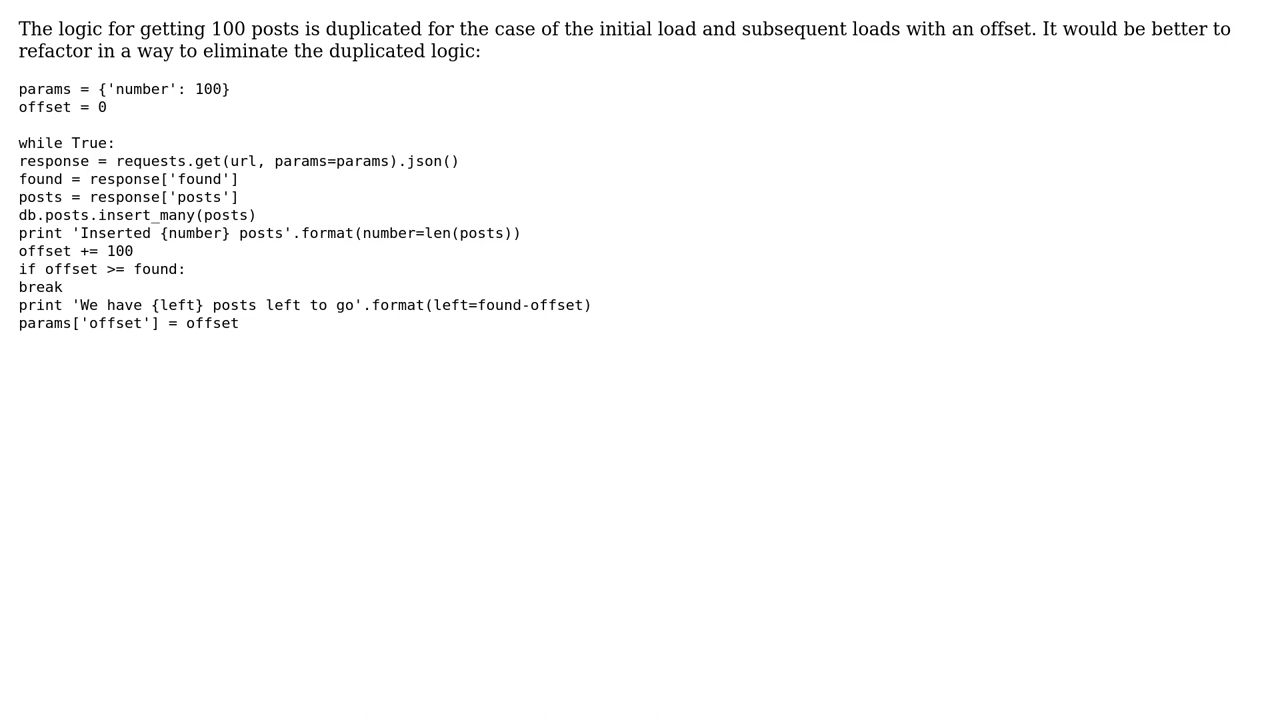 The logic for getting 100 posts is duplicated for the case of the initial load and subsequent loads with an offset. It would be better to
refactor in a way to eliminate the duplicated logic:
params = {'number': 100}
offset = 0
while True:
response = requests.get(url, params=params).json()
found = response['found']
posts = response['posts']
db.posts.insert_many(posts)
print 'Inserted {number} posts'.format(number=len(posts))
offset += 100
if offset >= found:
break
print 'We have {left} posts left to go'.format(left=found-offset)
params['offset'] = offset